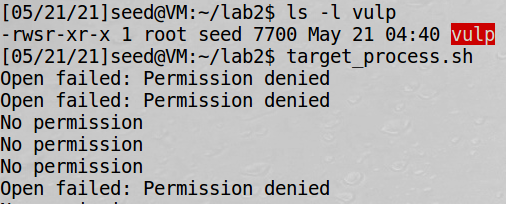 [05/21/21]seed@VM:~/lab2$ ls -l vulp
-rwsr-xr-x 1 root seed 7700 May 21 04:40 vulp
[05/21/21]seed@VM:~/lab2$ target_process.sh
Open failed: Permission denied
Open failed: Permission denied
No permission
No permission
No permission
Open failed: Permission denied